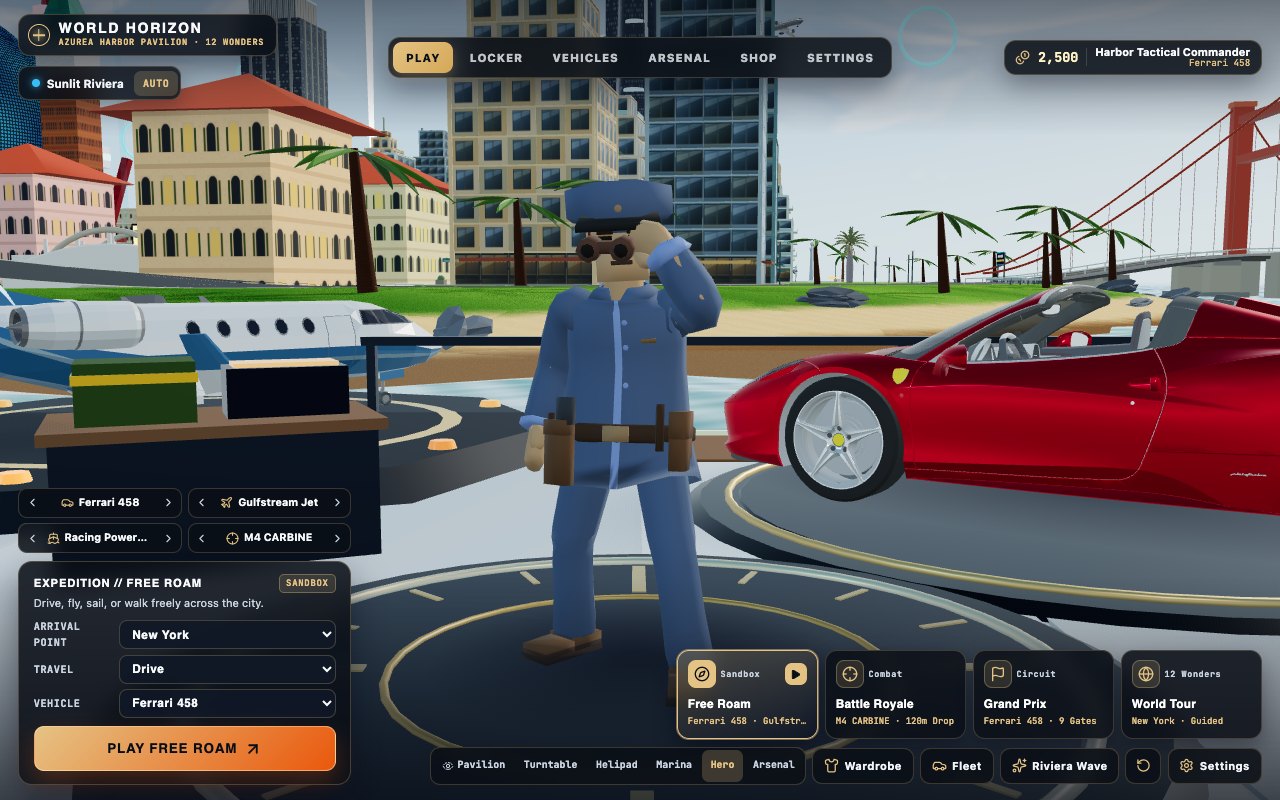 WORLD HORIZON
AZUREA HARBOR PAVILION · 12 WONDERS
Sunlit Riviera AUTO
PLAY LOCKER VEHICLES ARSENAL SHOP SETTINGS
2,500 Harbor Tactical Commander
Ferrari 458
Ferrari 458
Gulfstream Jet
Racing Power...
M4 CARBINE
EXPEDITION // FREE ROAM SANDBOX
Drive, fly, sail, or walk freely across the city.
ARRIVAL POINT New York
TRAVEL Drive
VEHICLE Ferrari 458
PLAY FREE ROAM
Sandbox
Free Roam
Ferrari 458 · Gulfstr...
Combat
Battle Royale
M4 CARBINE · 120m Drop
Circuit
Grand Prix
Ferrari 458 · 9 Gates
12 Wonders
World Tour
New York · Guided
Pavilion Turntable Helipad Marina Hero Arsenal
Wardrobe Fleet Riviera Wave Settings